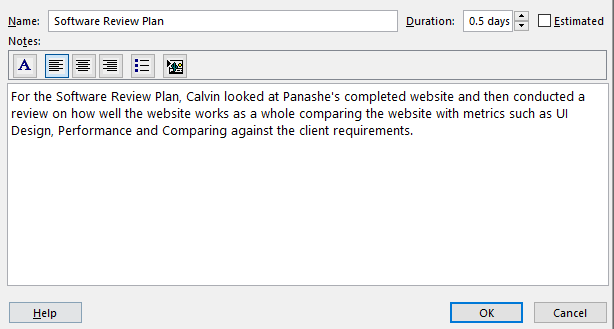 Name: Software Review Plan Duration: 0.5 days Estimated
Notes:
A
For the Software Review Plan, Calvin looked at Panashe's completed website and then conducted a
review on how well the website works as a whole comparing the website with metrics such as UI
Design, Performance and Comparing against the client requirements.
Help OK Cancel